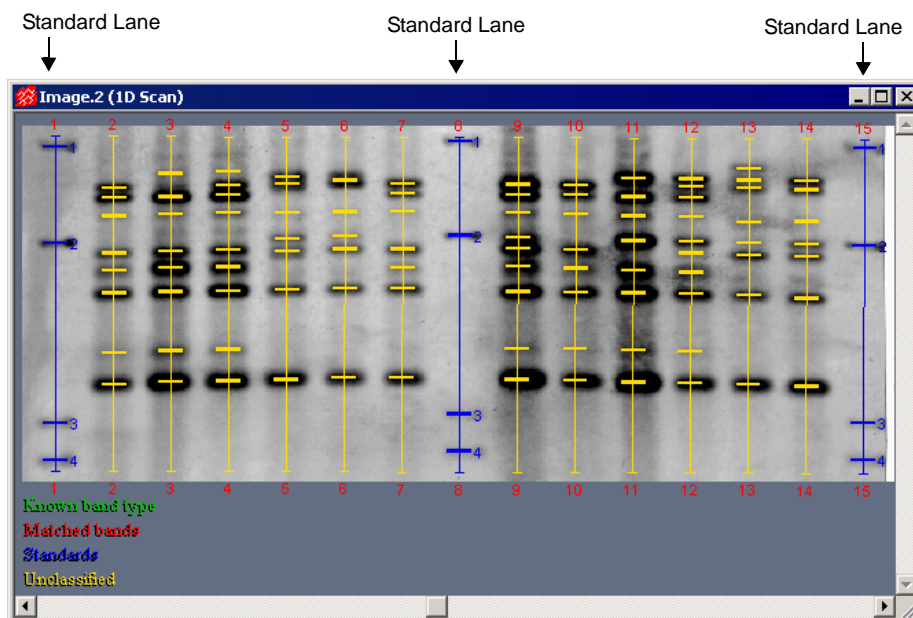 Standard Lane Standard Lane Standard Lane
Image.2 (1D Scan)
1 2 3 4 5 6 7 8 9 10 11 12 13 14 15
1 1 1
2 2 2
3 3 3
4 4 4
1 2 3 4 5 6 7 8 9 10 11 12 13 14 15
Known band type
Matched bands
Standards
Unclassified